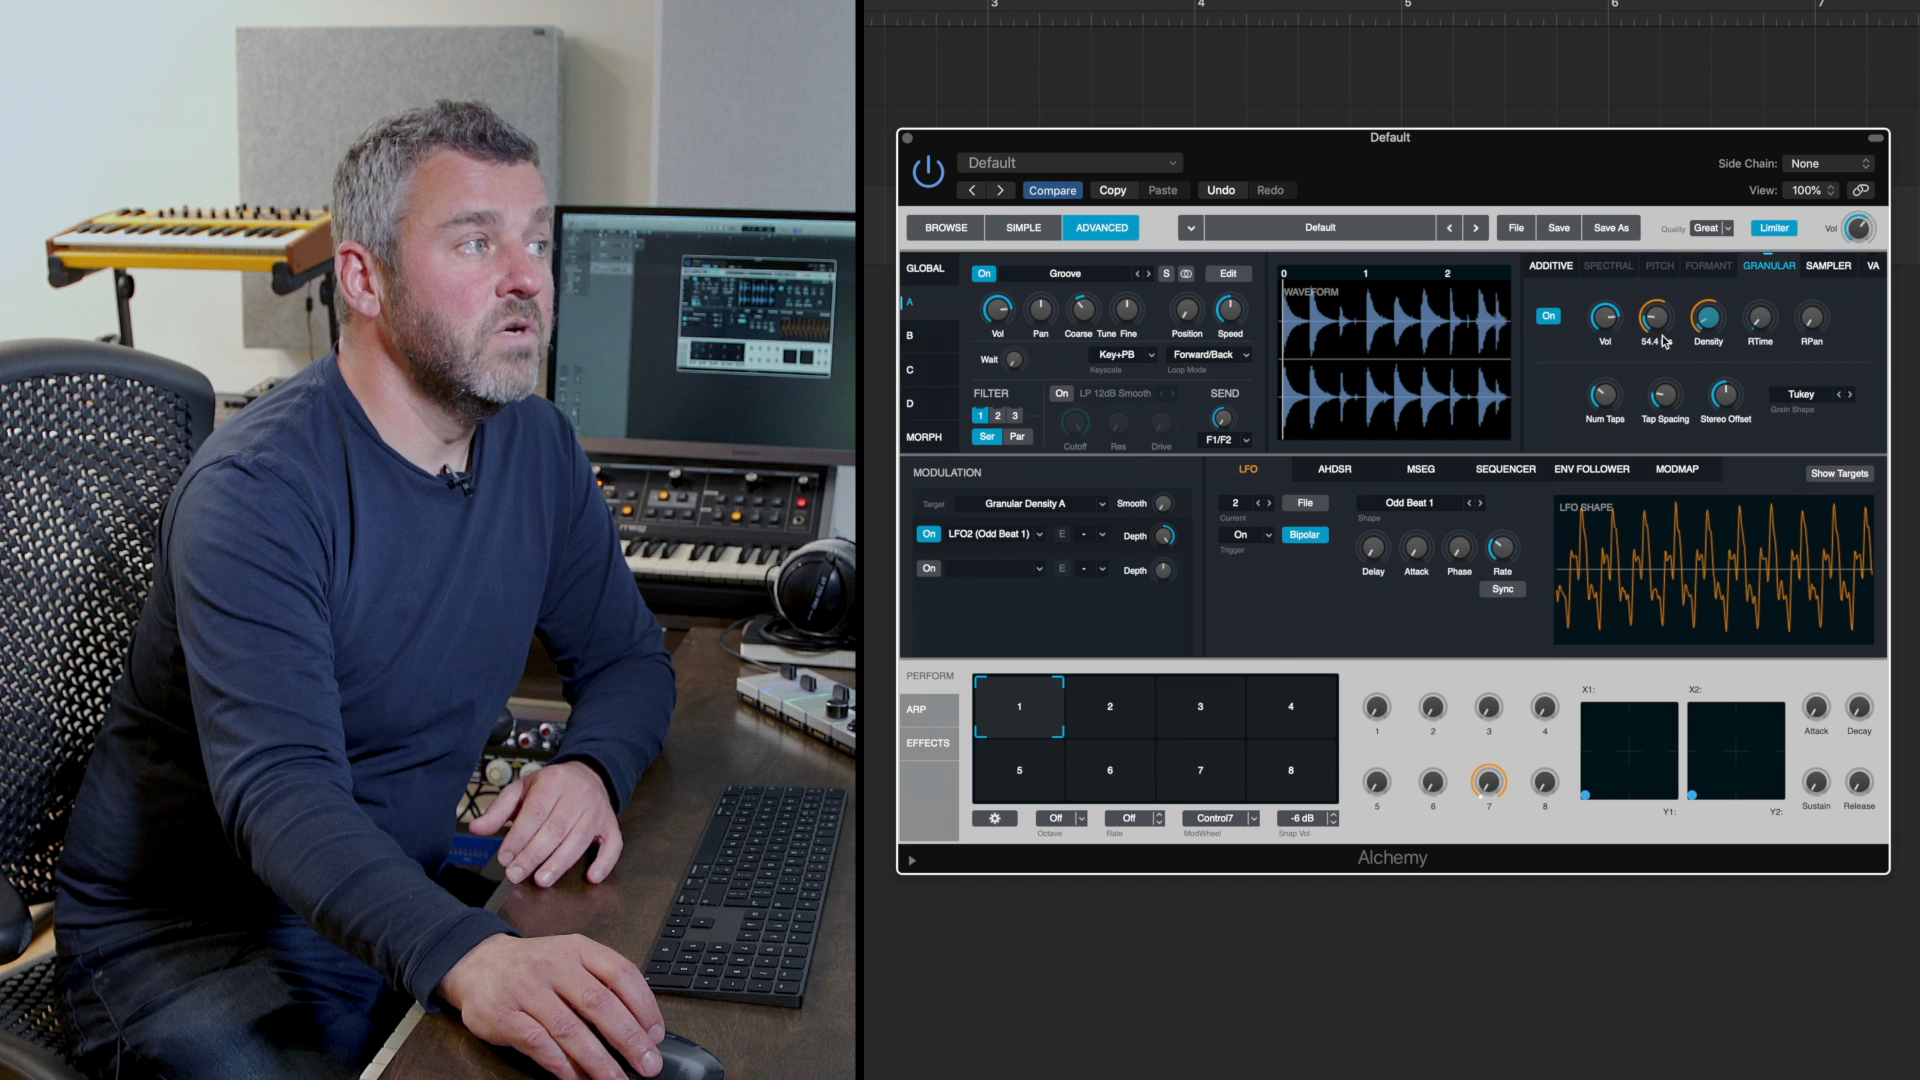 3 4 5 6 7
Default
Default
Side Chain: None
Compare Copy Paste Undo Redo
View: 100%
BROWSE SIMPLE ADVANCED Default File Save Save As Quality Great Limiter Vol
GLOBAL On Groove S Edit
A
B
C
D
MORPH
Vol Pan Coarse Tune Fine Position Speed
Wait Key+PB Forward/Back
Keyscale Loop Mode
FILTER On LP 12dB Smooth SEND
1 2 3
Ser Par
Cutoff Res Drive F1/F2
0 1 2
WAVEFORM
ADDITIVE SPECTRAL PITCH FORMANT GRANULAR SAMPLER VA
On
Vol 54.4 Density RTime RPan
Num Taps Tap Spacing Stereo Offset Tukey
Grain Shape
MODULATION
Target Granular Density A Smooth
On LFO2 (Odd Beat 1) E - Depth
On E - Depth
LFO AHDSR MSEG SEQUENCER ENV FOLLOWER MODMAP Show Targets
2 File Odd Beat 1
Current Shape
On Bipolar
Trigger
Delay Attack Phase Rate
Sync
LFO SHAPE
PERFORM
ARP
EFFECTS
1 2 3 4
5 6 7 8
Off Off Control7 -6 dB
Octave Rate ModWheel Snap Vol
1 2 3 4
5 6 7 8
X1: X2:
Y1: Y2:
Attack Decay
Sustain Release
Alchemy